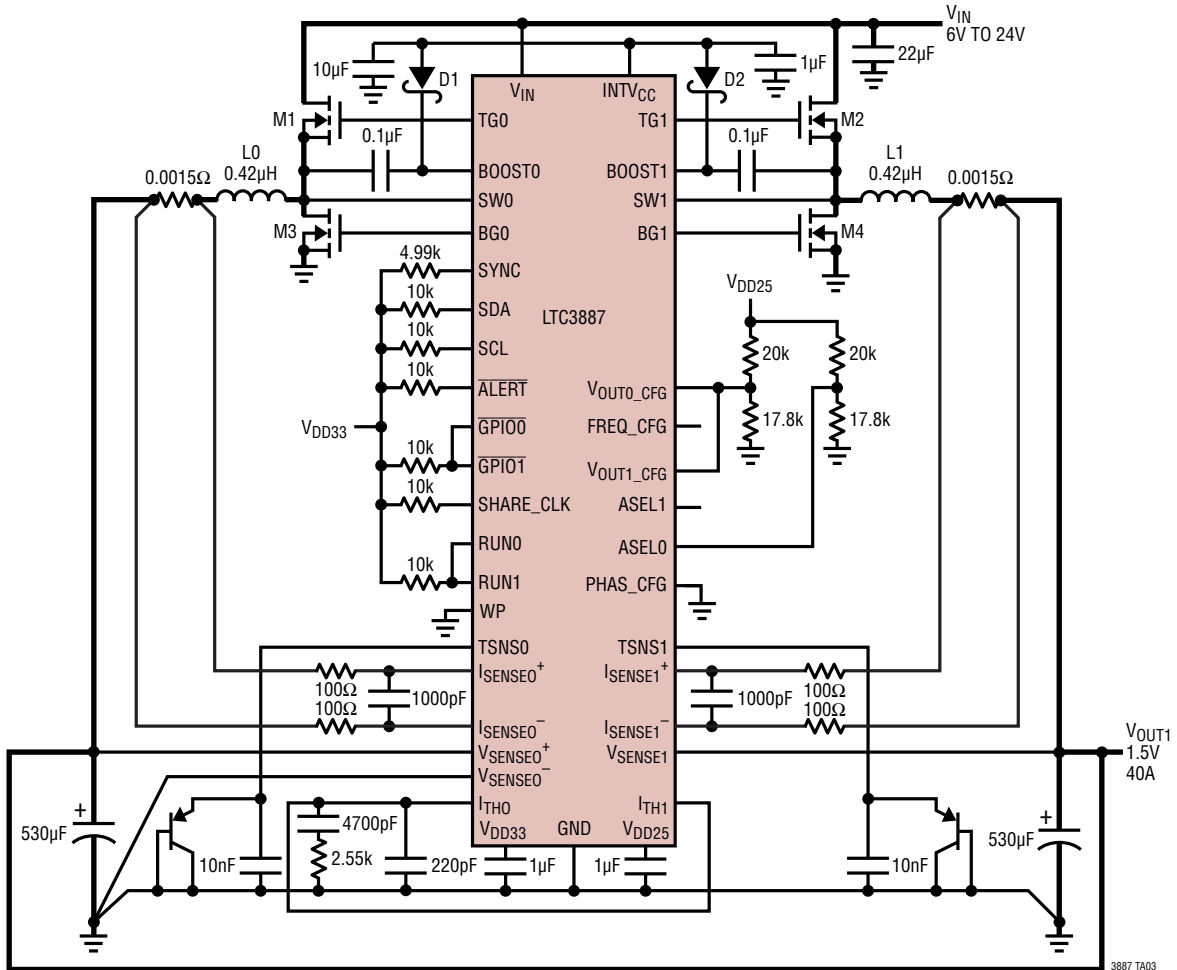 VIN
6V TO 24V
10µF
D1
D2
1µF
22µF
VIN
INTVCC
M1
TG0
TG1
M2
0.1µF
0.1µF
L0
0.42µH
0.0015Ω
BOOST0
BOOST1
L1
0.42µH
0.0015Ω
SW0
SW1
M3
BG0
BG1
M4
4.99k
SYNC
10k
SDA
LTC3887
VDD25
10k
SCL
20k
20k
10k
ALERT
VOUT0_CFG
VDD33
GPIO0
FREQ_CFG
17.8k
17.8k
10k
GPIO1
VOUT1_CFG
10k
SHARE_CLK
ASEL1
RUN0
ASEL0
10k
RUN1
PHAS_CFG
WP
TSNS0
TSNS1
ISENSE0+
ISENSE1+
100Ω
100Ω
1000pF
1000pF
100Ω
100Ω
ISENSE0–
ISENSE1–
VSENSE0+
VSENSE1
VOUT1
1.5V
40A
VSENSE0–
ITH0
ITH1
530µF
+
4700pF
VDD33
GND
VDD25
+
530µF
10nF
2.55k
220pF
1µF
1µF
10nF
3887 TA03